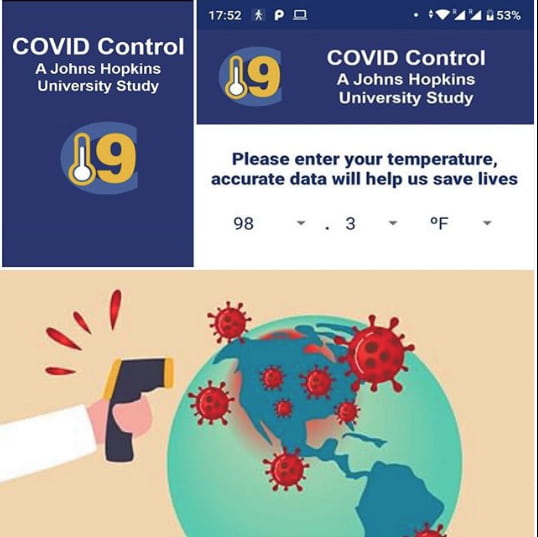 COVID Control
A Johns Hopkins
University Study
19
17:52
53%
19
COVID Control
A Johns Hopkins
University Study
Please enter your temperature,
accurate data will help us save lives
98 . 3 ºF